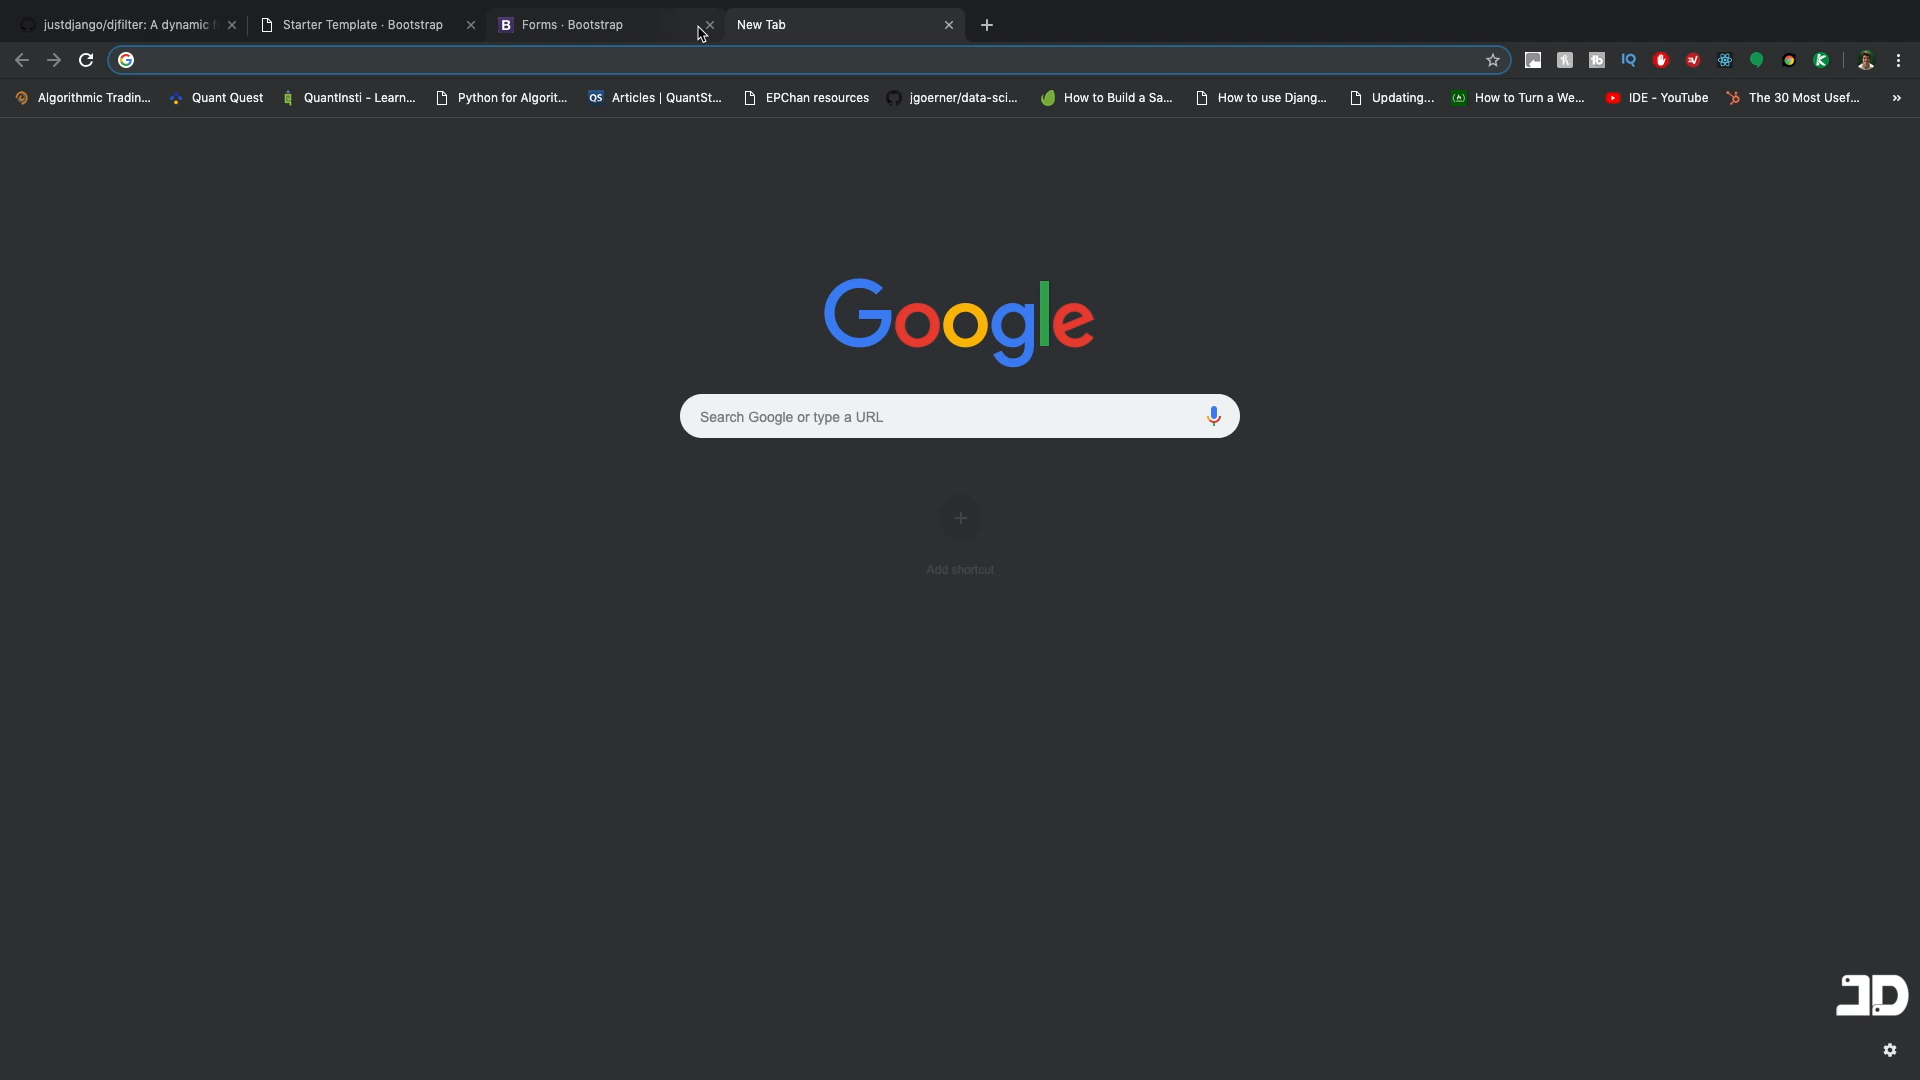 justdjango/djfilter: A dynamic f
Starter Template · Bootstrap
B Forms · Bootstrap
New Tab
Algorithmic Tradin...
Quant Quest
QuantInsti - Learn...
Python for Algorit...
QS Articles | QuantSt...
EPChan resources
jgoerner/data-sci...
How to Build a Sa...
How to use Djang...
Updating...
How to Turn a We...
IDE - YouTube
The 30 Most Usef...
Google
Search Google or type a URL
Add shortcut
JD